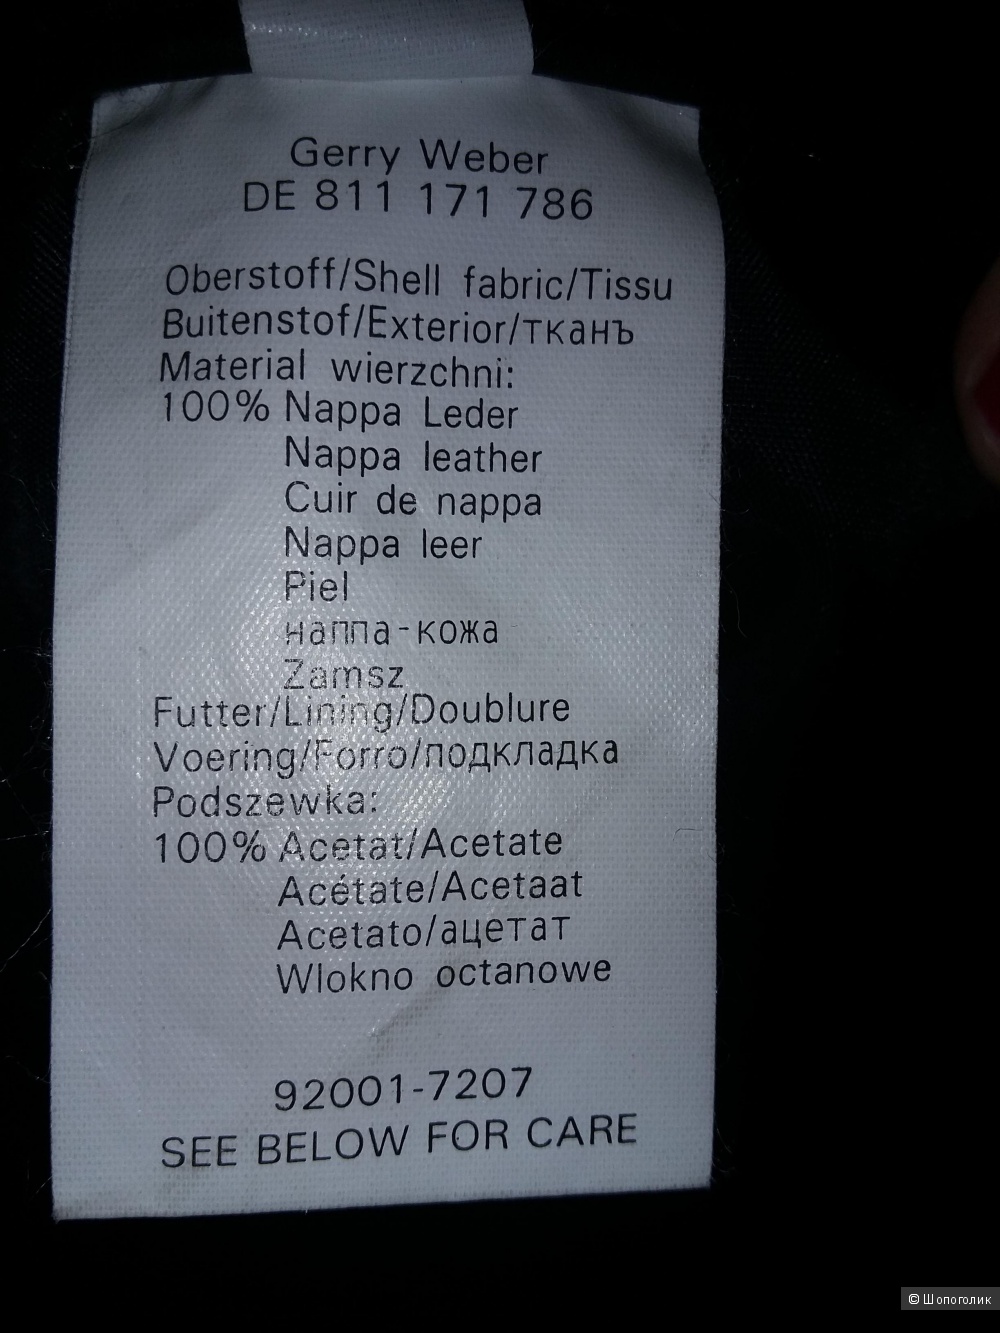 Gerry Weber
DE 811 171 786
Oberstoff/Shell fabric/Tissu
Buitenstof/Exterior/тканъ
Material wierzchni:
100% Nappa Leder
Nappa leather
Cuir de nappa
Nappa leer
Piel
наппа-кожа
Zamsz
Futter/Lining/Doublure
Voering/Forro/подкладка
Podszewka:
100% Acetat/Acetate
Acétate/Acetaat
Acetato/ацетат
Wlokno octanowe
92001-7207
SEE BELOW FOR CARE
© Шопоголик